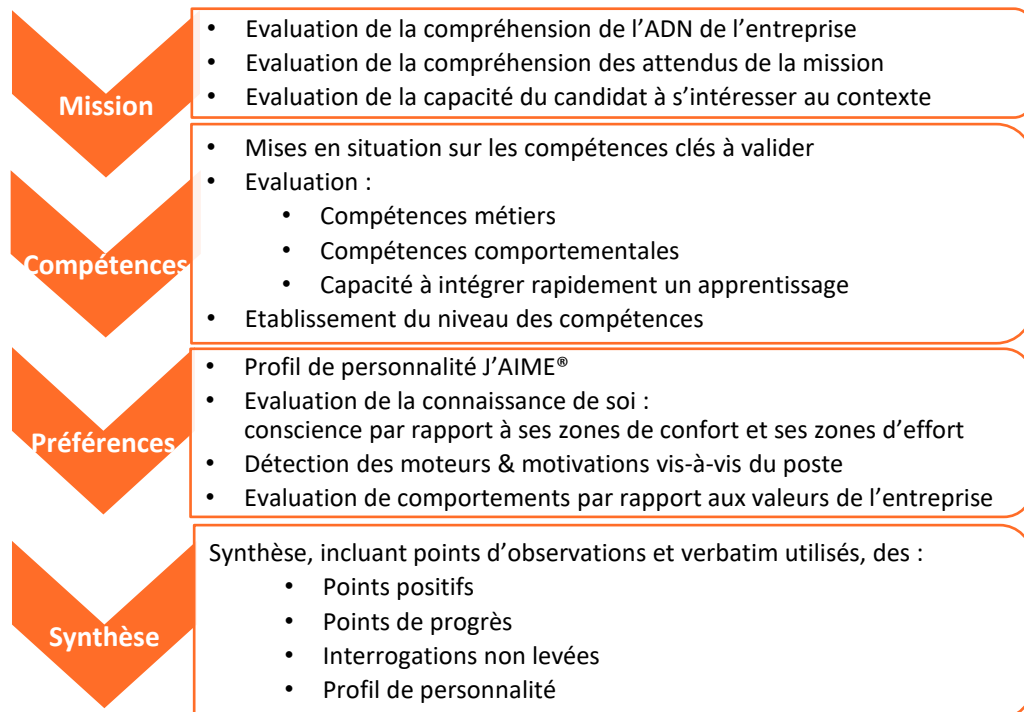 Mission
• Evaluation de la compréhension de l’ADN de l’entreprise
• Evaluation de la compréhension des attendus de la mission
• Evaluation de la capacité du candidat à s’intéresser au contexte
Compétences
• Mises en situation sur les compétences clés à valider
• Evaluation :
• Compétences métiers
• Compétences comportementales
• Capacité à intégrer rapidement un apprentissage
• Etablissement du niveau des compétences
Préférences
• Profil de personnalité J’AIME®
• Evaluation de la connaissance de soi :
conscience par rapport à ses zones de confort et ses zones d’effort
• Détection des moteurs & motivations vis-à-vis du poste
• Evaluation de comportements par rapport aux valeurs de l’entreprise
Synthèse
Synthèse, incluant points d’observations et verbatim utilisés, des :
• Points positifs
• Points de progrès
• Interrogations non levées
• Profil de personnalité